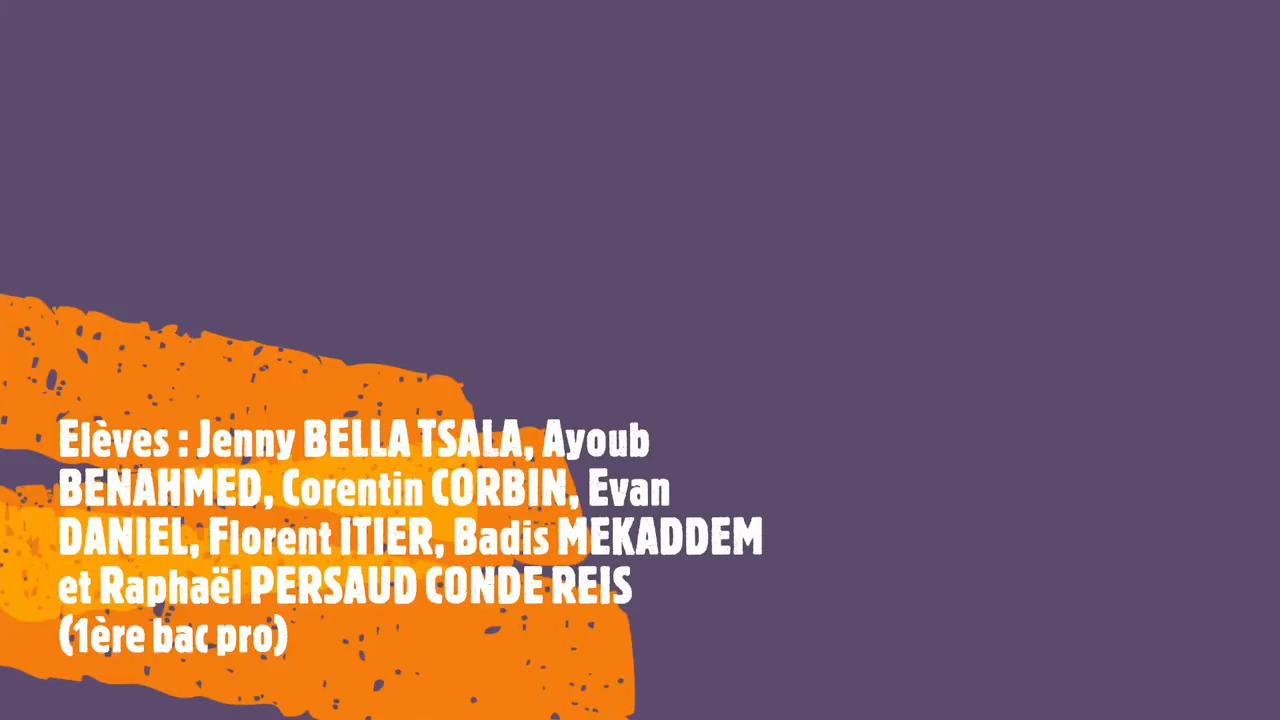 Elèves : Jenny BELLA TSALA, Ayoub
BENAHMED, Corentin CORBIN, Evan
DANIEL, Florent ITIER, Badis MEKADDEM
et Raphaël PERSAUD CONDE REIS
(1ère bac pro)